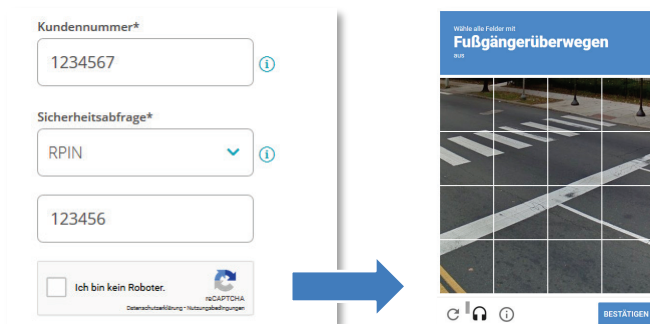 Kundennummer*
1234567
Sicherheitsabfrage*
RPIN
123456
Ich bin kein Roboter.
reCAPTCHA
Datenschutzerklärung - Nutzungsbedingungen
Wähle alle Felder mit
Fußgängerüberwegen
aus
BESTÄTIGEN